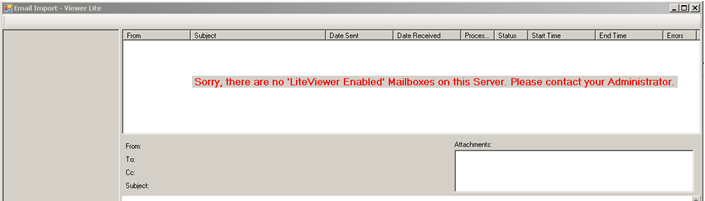 Email Import - Viewer Lite
From Subject Date Sent Date Received Proces... Status Start Time End Time Errors
Sorry, there are no 'LiteViewer Enabled' Mailboxes on this Server. Please contact your Administrator.
From: Attachments:
To:
Cc:
Subject: